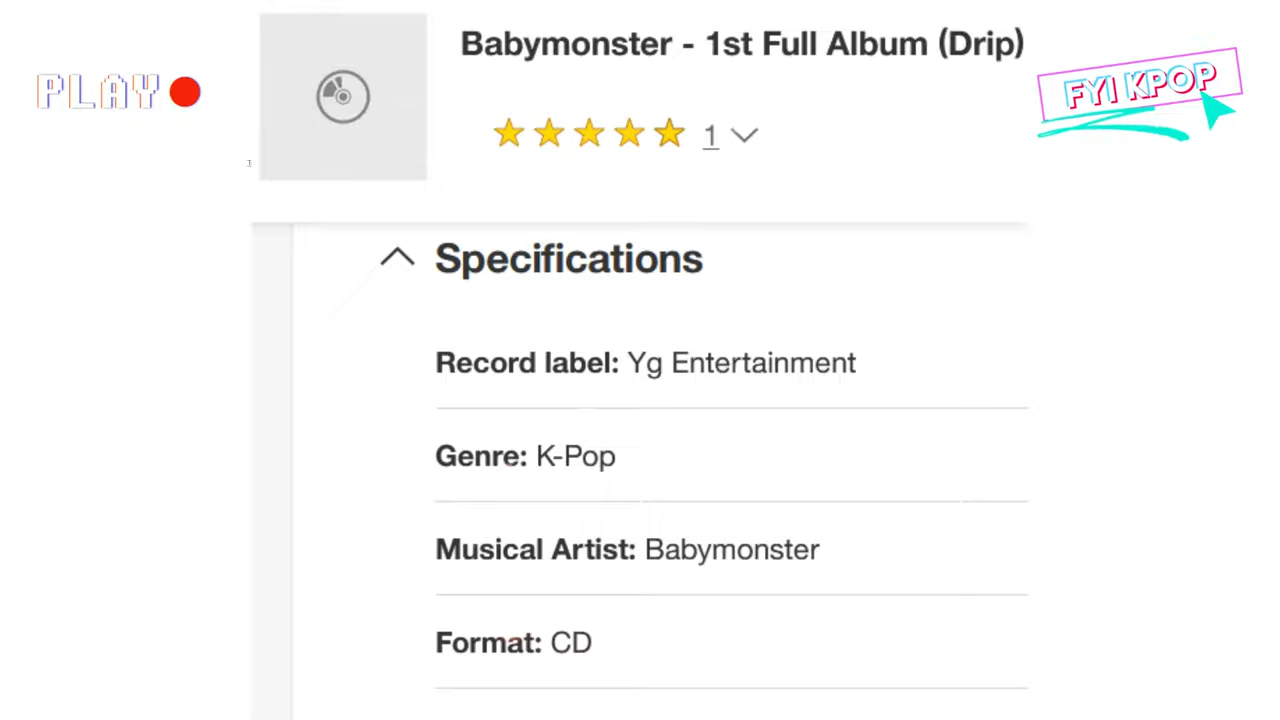 Babymonster - 1st Full Album (Drip)
PLAY
FYI KPOP
1
1
Specifications
Record label: Yg Entertainment
Genre: K-Pop
Musical Artist: Babymonster
Format: CD